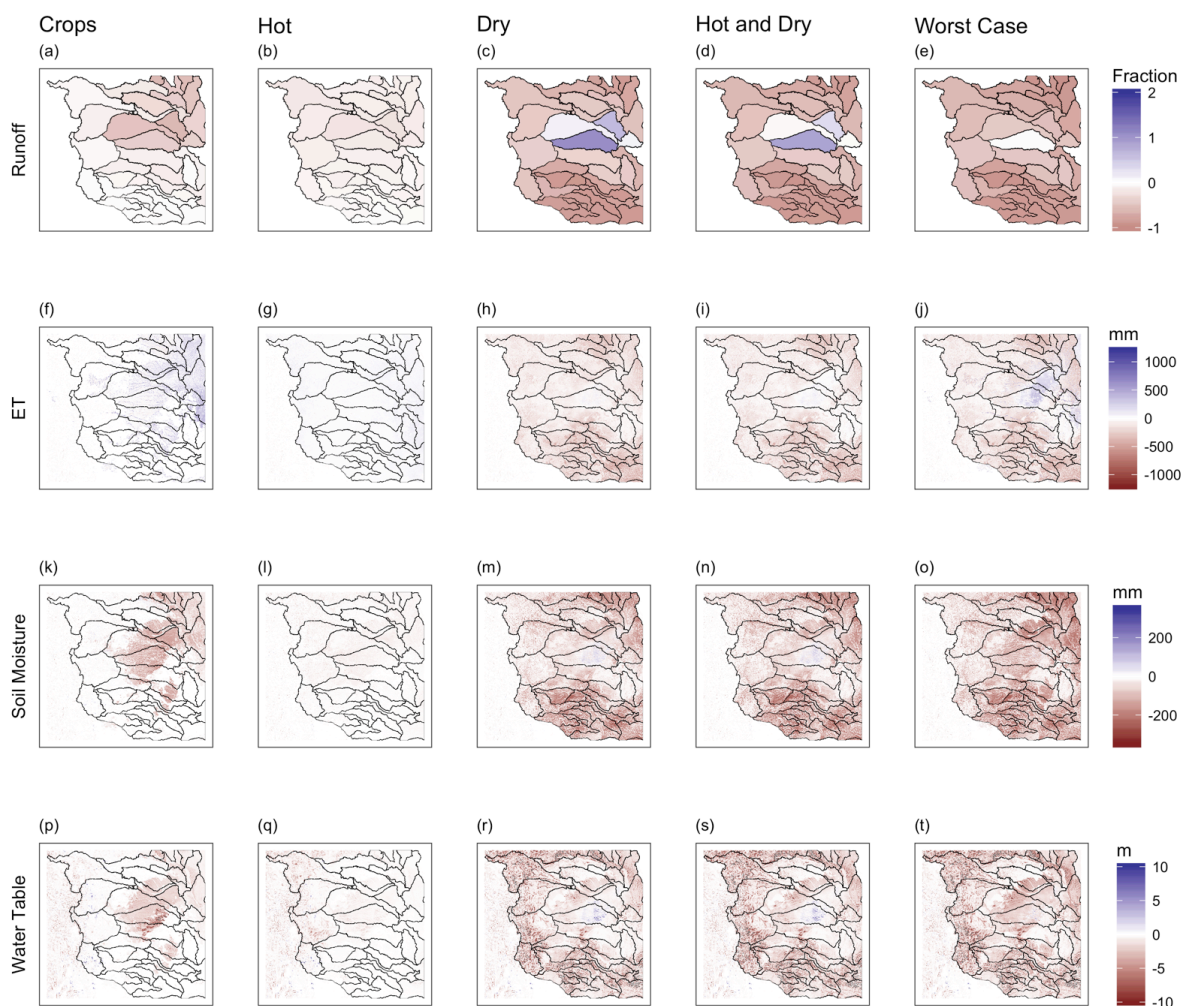 Crops Hot Dry Hot and Dry Worst Case
(a) (b) (c) (d) (e)
Runoff
Fraction
2
1
0
-1
(f) (g) (h) (i) (j)
ET
mm
1000
500
0
-500
-1000
(k) (l) (m) (n) (o)
Soil Moisture
mm
200
0
-200
(p) (q) (r) (s) (t)
Water Table
m
10
5
0
-5
-10